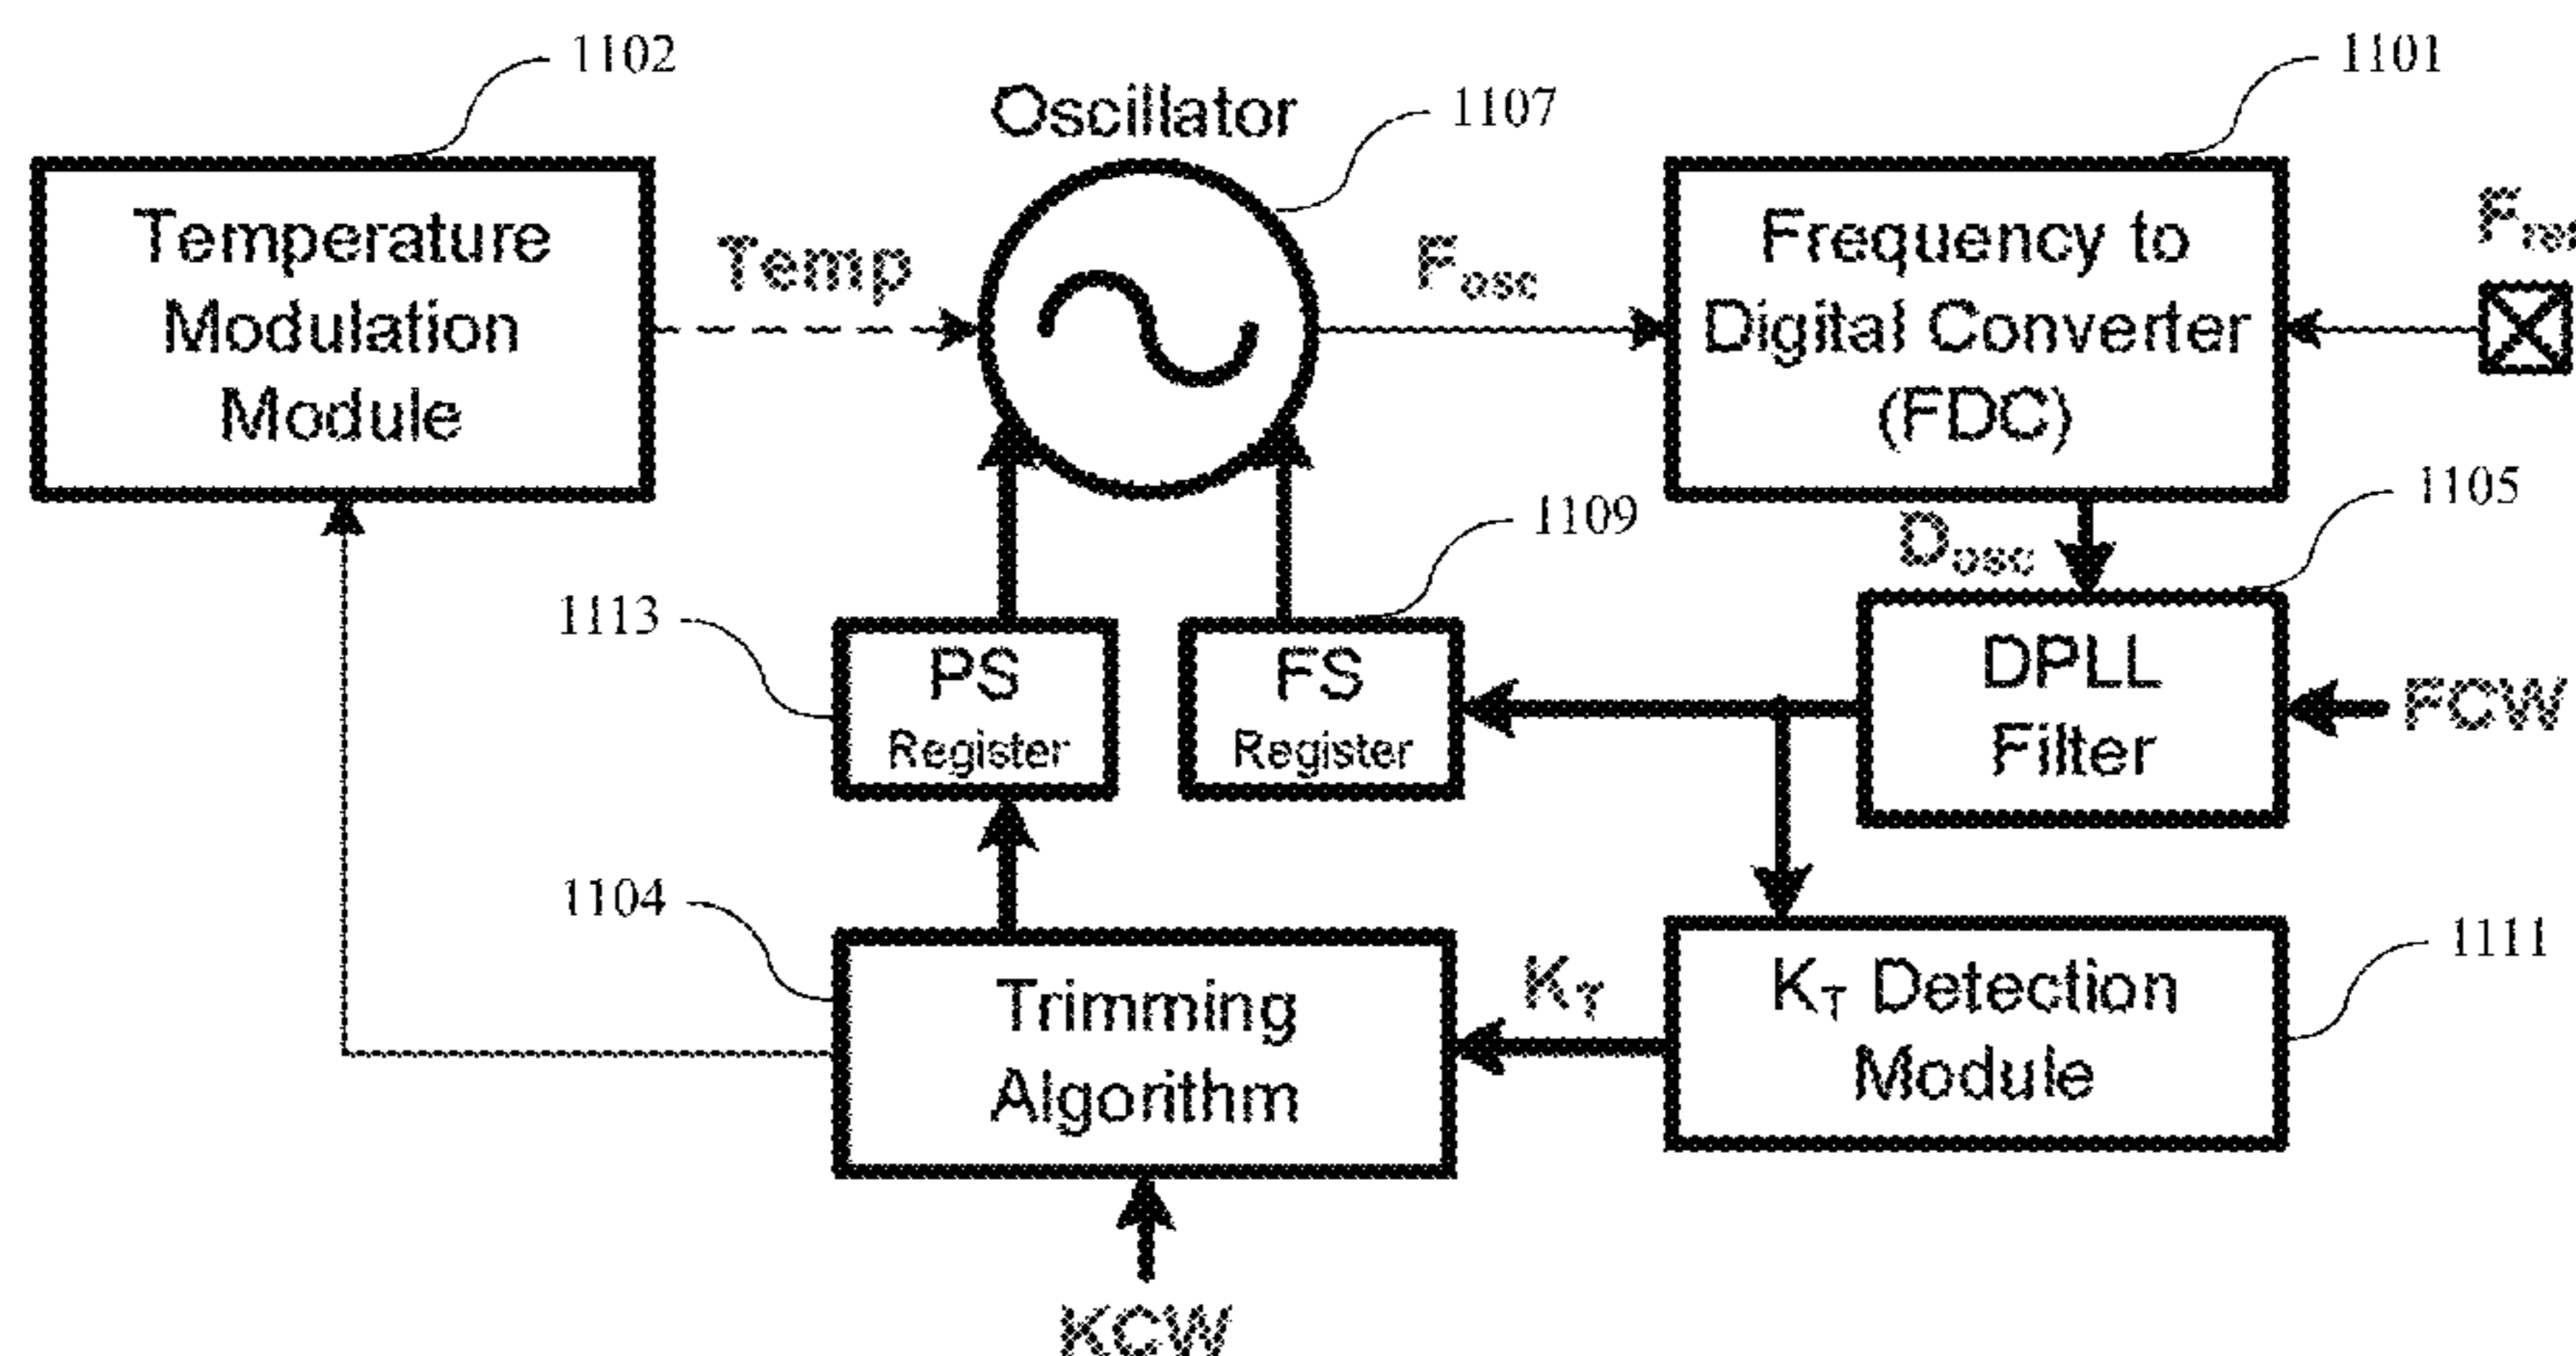 1102
Oscillator
1107
1101
Temperature
Modulation
Module
Temp
Fosc
Frequency to
Digital Converter
(FDC)
Fref
Dosc
1105
1109
1113
PS
Register
FS
Register
DPLL
Filter
FCW
1104
Trimming
Algorithm
KT
KT Detection
Module
1111
KCW